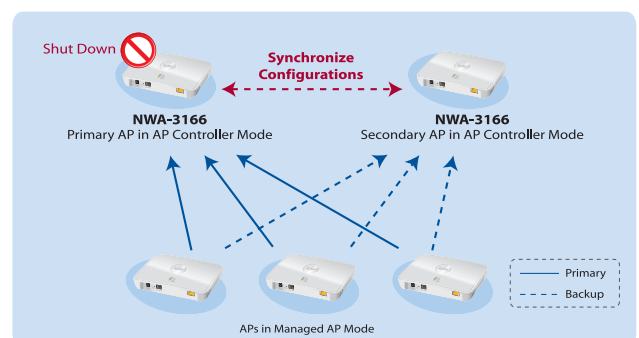 Shut Down
Synchronize
Configurations
NWA-3166
Primary AP in AP Controller Mode
NWA-3166
Secondary AP in AP Controller Mode
Primary
Backup
APs in Managed AP Mode